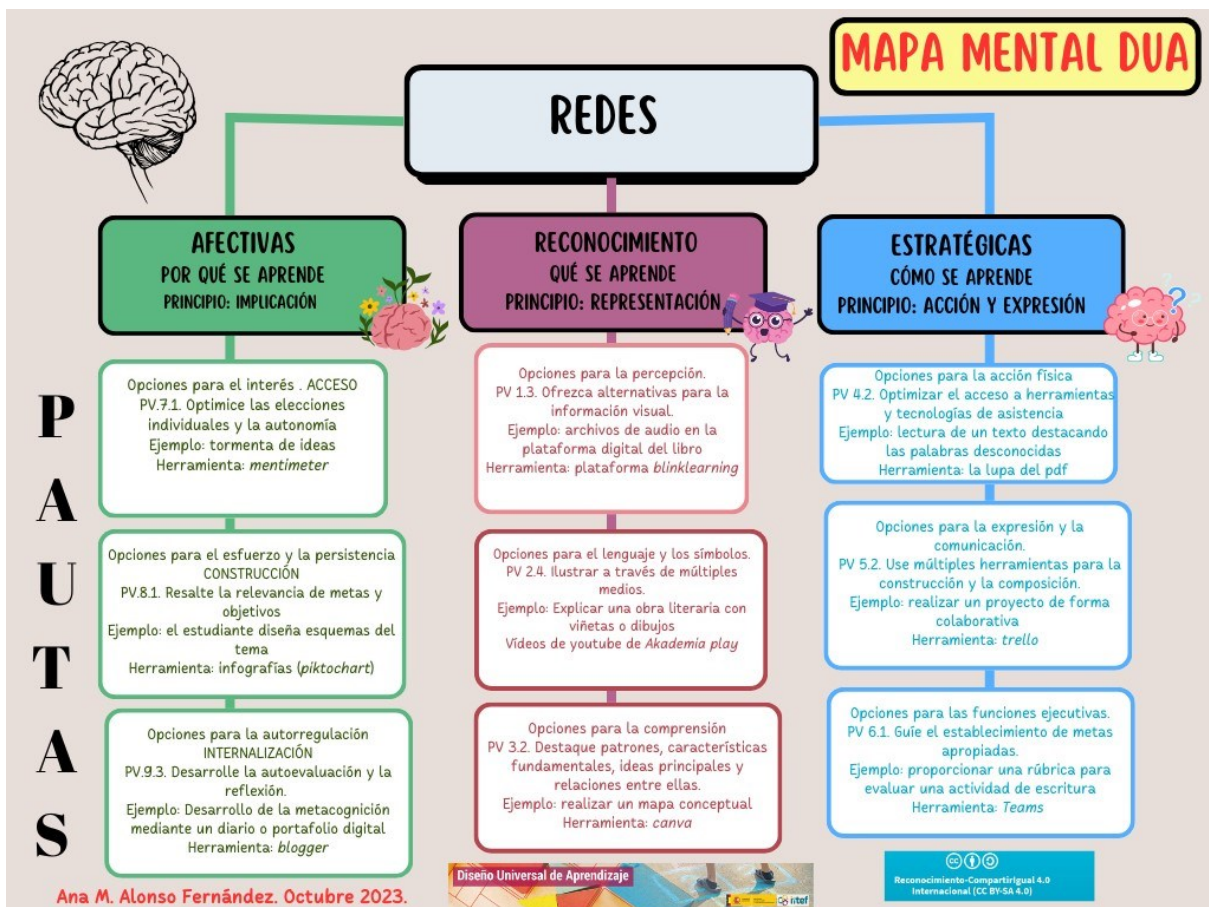 MAPA MENTAL DUA
REDES
AFECTIVAS
POR QUÉ SE APRENDE
PRINCIPIO: IMPLICACIÓN
RECONOCIMIENTO
QUÉ SE APRENDE
PRINCIPIO: REPRESENTACIÓN
ESTRATÉGICAS
CÓMO SE APRENDE
PRINCIPIO: ACCIÓN Y EXPRESIÓN
P
A
U
T
A
S
Opciones para el interés . ACCESO
PV.7.1. Optimice las elecciones
individuales y la autonomía
Ejemplo: tormenta de ideas
Herramienta: mentimeter
Opciones para el esfuerzo y la persistencia
CONSTRUCCIÓN
PV.8.1. Resalte la relevancia de metas y
objetivos
Ejemplo: el estudiante diseña esquemas del
tema
Herramienta: infografías (piktochart)
Opciones para la autorregulación
INTERNALIZACIÓN
PV.9.3. Desarrolle la autoevaluación y la
reflexión.
Ejemplo: Desarrollo de la metacognición
mediante un diario o portafolio digital
Herramienta: blogger
Opciones para la percepción.
PV 1.3. Ofrezca alternativas para la
información visual.
Ejemplo: archivos de audio en la
plataforma digital del libro
Herramienta: plataforma blinklearning
Opciones para el lenguaje y los símbolos.
PV 2.4. Ilustrar a través de múltiples
medios.
Ejemplo: Explicar una obra literaria con
viñetas o dibujos
Vídeos de youtube de Akademia play
Opciones para la comprensión
PV 3.2. Destaque patrones, características
fundamentales, ideas principales y
relaciones entre ellas.
Ejemplo: realizar un mapa conceptual
Herramienta: canva
Opciones para la acción física
PV 4.2. Optimizar el acceso a herramientas
y tecnologías de asistencia
Ejemplo: lectura de un texto destacando
las palabras desconocidas
Herramienta: la lupa del pdf
Opciones para la expresión y la
comunicación.
PV 5.2. Use múltiples herramientas para la
construcción y la composición.
Ejemplo: realizar un proyecto de forma
colaborativa
Herramienta: trello
Opciones para las funciones ejecutivas.
PV 6.1. Guíe el establecimiento de metas
apropiadas.
Ejemplo: proporcionar una rúbrica para
evaluar una actividad de escritura
Herramienta: Teams
Ana M. Alonso Fernández. Octubre 2023.
Diseño Universal de Aprendizaje
intef
cc
Reconocimiento-CompartirIgual 4.0
Internacional (CC BY-SA 4.0)